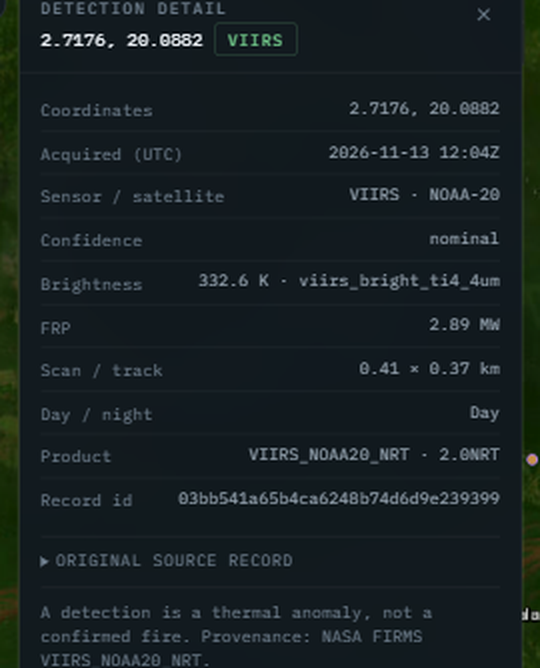 DETECTION DETAIL
×
2.7176, 20.0882 VIIRS
Coordinates 2.7176, 20.0882
Acquired (UTC) 2026-11-13 12:04Z
Sensor / satellite VIIRS · NOAA-20
Confidence nominal
Brightness 332.6 K · viirs_bright_ti4_4um
FRP 2.89 MW
Scan / track 0.41 × 0.37 km
Day / night Day
Product VIIRS_NOAA20_NRT · 2.0NRT
Record id 03bb541a65b4ca6248b74d6d9e239399
▶ ORIGINAL SOURCE RECORD
A detection is a thermal anomaly, not a
confirmed fire. Provenance: NASA FIRMS
VIIRS_NOAA20_NRT.